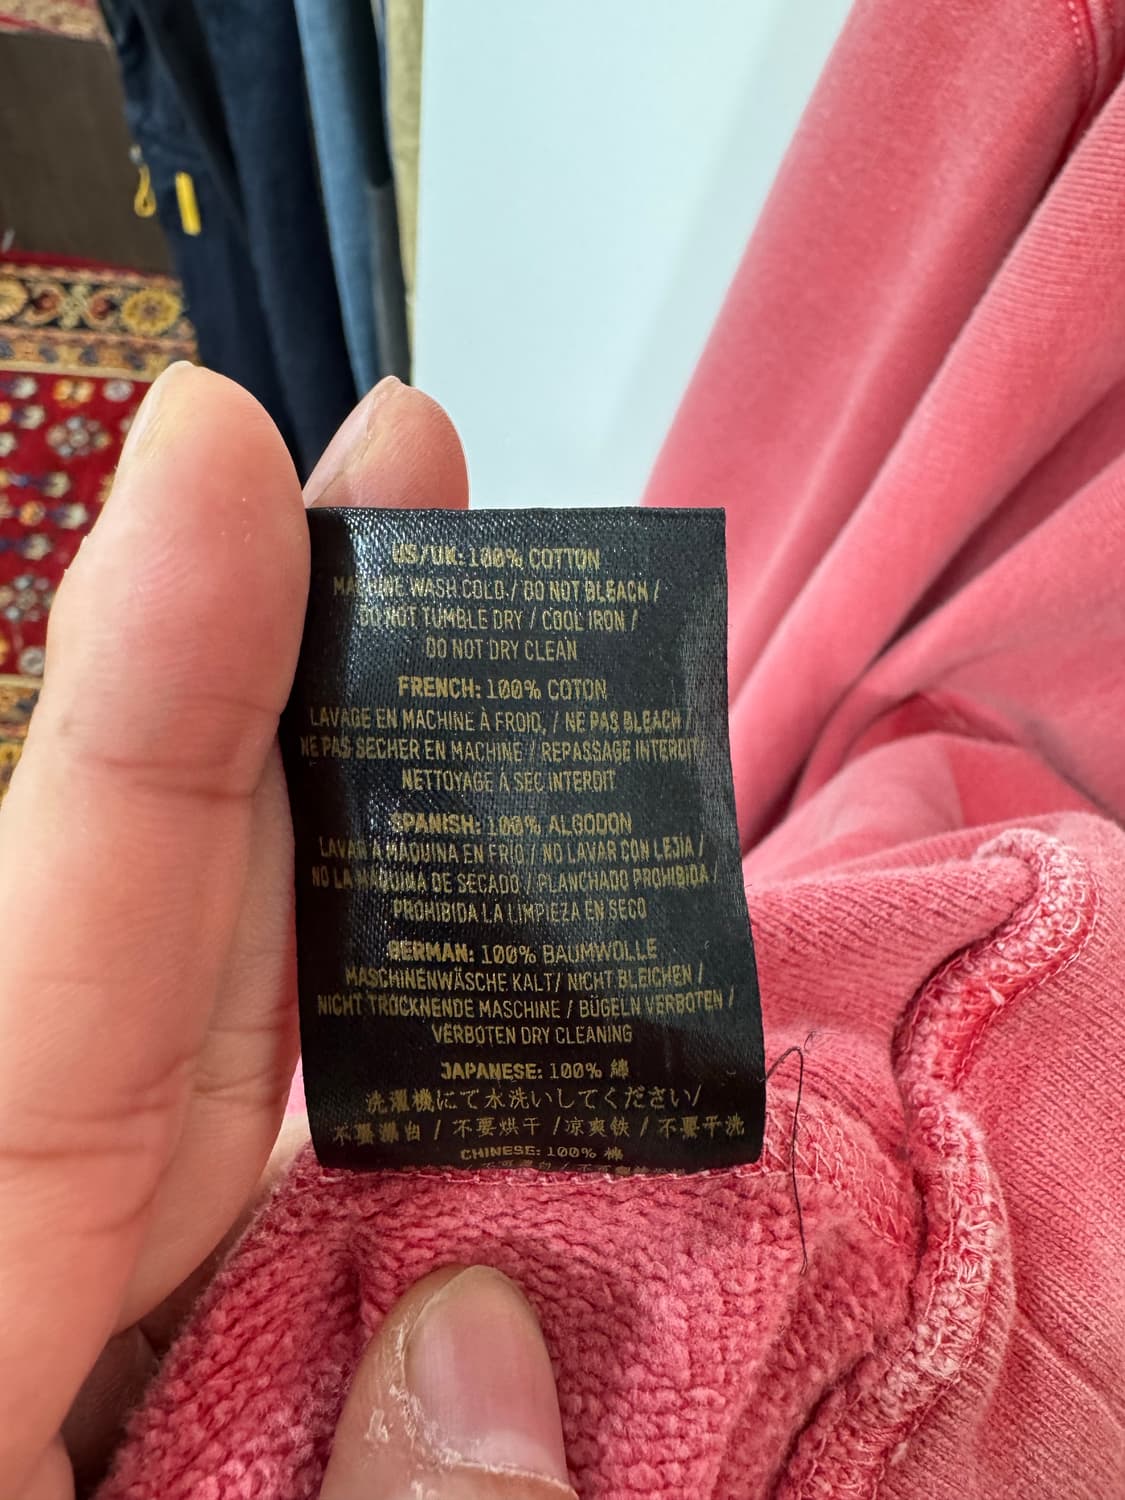 US/UK: 100% COTTON
MACHINE WASH COLD. / DO NOT BLEACH /
DO NOT TUMBLE DRY / COOL IRON /
DO NOT DRY CLEAN
FRENCH: 100% COTON
LAVAGE EN MACHINE À FROID, / NE PAS BLEACH /
NE PAS SECHER EN MACHINE / REPASSAGE INTERDIT/
NETTOYAGE À SEC INTERDIT
SPANISH: 100% ALGODON
LAVAR A MAQUINA EN FRIO / NO LAVAR CON LEJIA /
NO LA MAQUINA DE SECADO / PLANCHADO PROHIBIDA /
PROHIBIDA LA LIMPIEZA EN SECO
GERMAN: 100% BAUMWOLLE
MASCHINENWÄSCHE KALT/ NICHT BLEICHEN /
NICHT TROCKNENDE MASCHINE / BÜGELN VERBOTEN /
VERBOTEN DRY CLEANING
JAPANESE: 100% 綿
洗濯機にて水洗いしてください/
不要漂白 / 不要烘干 / 凉爽铁 / 不要干洗
CHINESE: 100% 棉